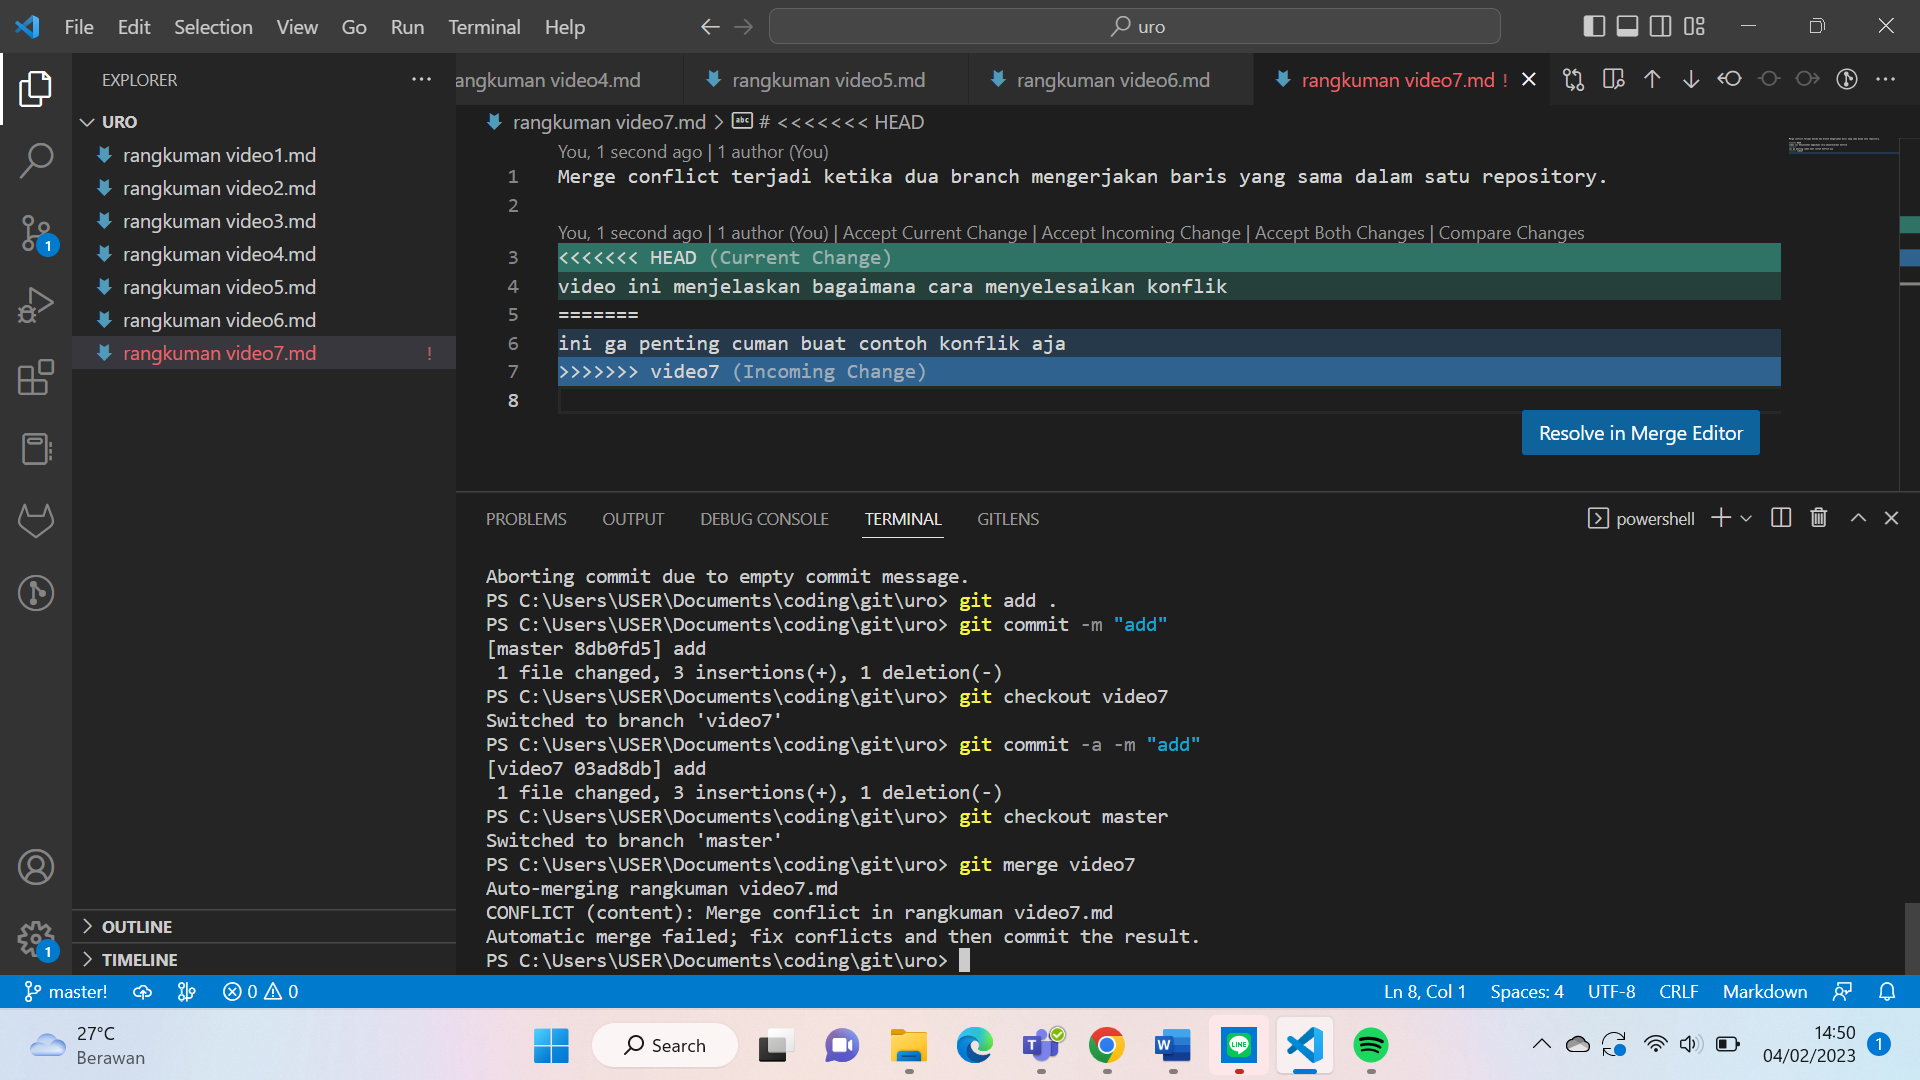 File Edit Selection View Go Run Terminal Help
uro
EXPLORER
angkuman video4.md
rangkuman video5.md
rangkuman video6.md
rangkuman video7.md !
URO
rangkuman video1.md
rangkuman video2.md
rangkuman video3.md
rangkuman video4.md
rangkuman video5.md
rangkuman video6.md
rangkuman video7.md !
1
OUTLINE
TIMELINE
1
rangkuman video7.md > abc # <<<<<<< HEAD
You, 1 second ago | 1 author (You)
1 Merge conflict terjadi ketika dua branch mengerjakan baris yang sama dalam satu repository.
2
You, 1 second ago | 1 author (You) | Accept Current Change | Accept Incoming Change | Accept Both Changes | Compare Changes
3 <<<<<<< HEAD (Current Change)
4 video ini menjelaskan bagaimana cara menyelesaikan konflik
5 =======
6 ini ga penting cuman buat contoh konflik aja
7 >>>>>>> video7 (Incoming Change)
8
Resolve in Merge Editor
PROBLEMS OUTPUT DEBUG CONSOLE TERMINAL GITLENS
powershell
Aborting commit due to empty commit message.
PS C:\Users\USER\Documents\coding\git\uro> git add .
PS C:\Users\USER\Documents\coding\git\uro> git commit -m "add"
[master 8db0fd5] add
1 file changed, 3 insertions(+), 1 deletion(-)
PS C:\Users\USER\Documents\coding\git\uro> git checkout video7
Switched to branch 'video7'
PS C:\Users\USER\Documents\coding\git\uro> git commit -a -m "add"
[video7 03ad8db] add
1 file changed, 3 insertions(+), 1 deletion(-)
PS C:\Users\USER\Documents\coding\git\uro> git checkout master
Switched to branch 'master'
PS C:\Users\USER\Documents\coding\git\uro> git merge video7
Auto-merging rangkuman video7.md
CONFLICT (content): Merge conflict in rangkuman video7.md
Automatic merge failed; fix conflicts and then commit the result.
PS C:\Users\USER\Documents\coding\git\uro>
master! 0 0
Ln 8, Col 1 Spaces: 4 UTF-8 CRLF Markdown
27°C
Berawan
Search
T
W
LINE
14:50
04/02/2023
1